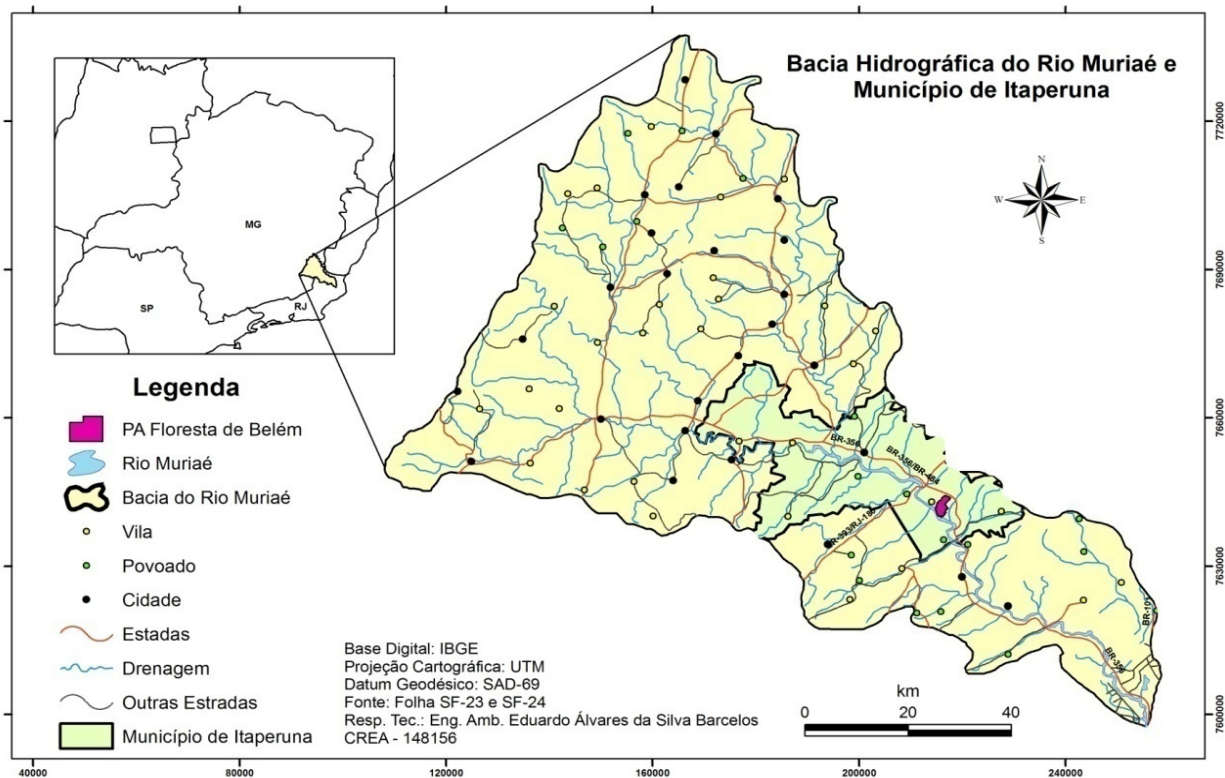 Bacia Hidrográfica do Rio Muriaé e
Município de Itaperuna
7720000
7690000
7660000
7630000
7600000
N
W
E
S
MG
SP
RJ
BR-356
BR-356/BR-484
BR-393/RJ-186
BR-101
BR-356
Legenda
PA Floresta de Belém
Rio Muriaé
Bacia do Rio Muriaé
Vila
Povoado
Cidade
Estadas
Drenagem
Outras Estradas
Município de Itaperuna
Base Digital: IBGE
Projeção Cartográfica: UTM
Datum Geodésico: SAD-69
Fonte: Folha SF-23 e SF-24
Resp. Tec.: Eng. Amb. Eduardo Álvares da Silva Barcelos
CREA - 148156
km
0 20 40
40000 80000 120000 160000 200000 240000